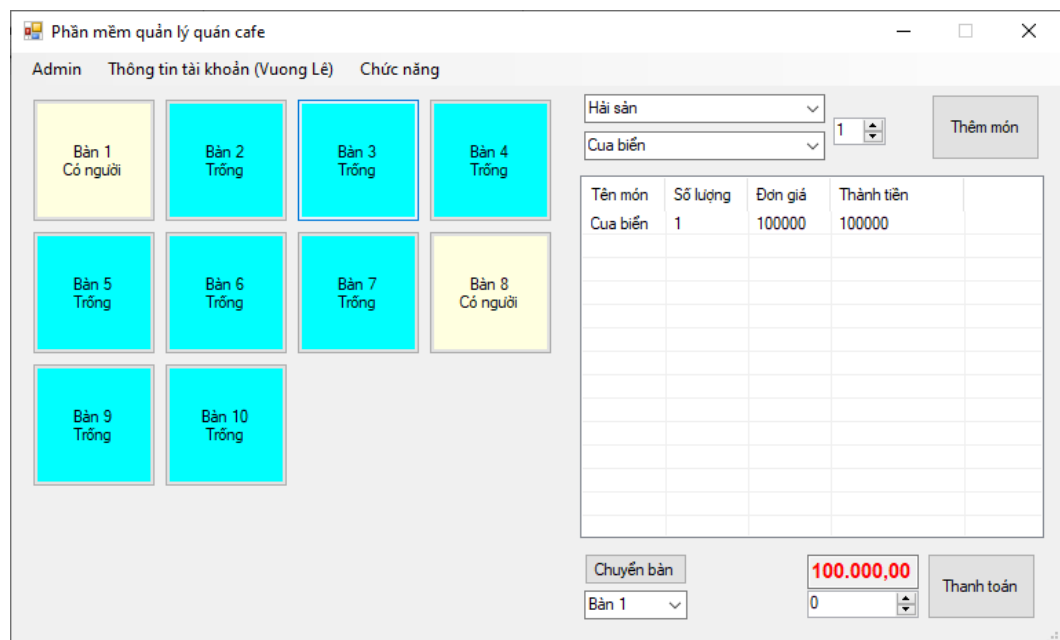 Phần mềm quản lý quán cafe
Admin Thông tin tài khoản (Vuong Lê) Chức năng
Bàn 1
Có người
Bàn 2
Trống
Bàn 3
Trống
Bàn 4
Trống
Bàn 5
Trống
Bàn 6
Trống
Bàn 7
Trống
Bàn 8
Có người
Bàn 9
Trống
Bàn 10
Trống
Hải sản
Cua biển
1
Thêm món
Tên món Số lượng Đơn giá Thành tiền
Cua biển 1 100000 100000
Chuyển bàn
Bàn 1
100.000,00
0
Thanh toán